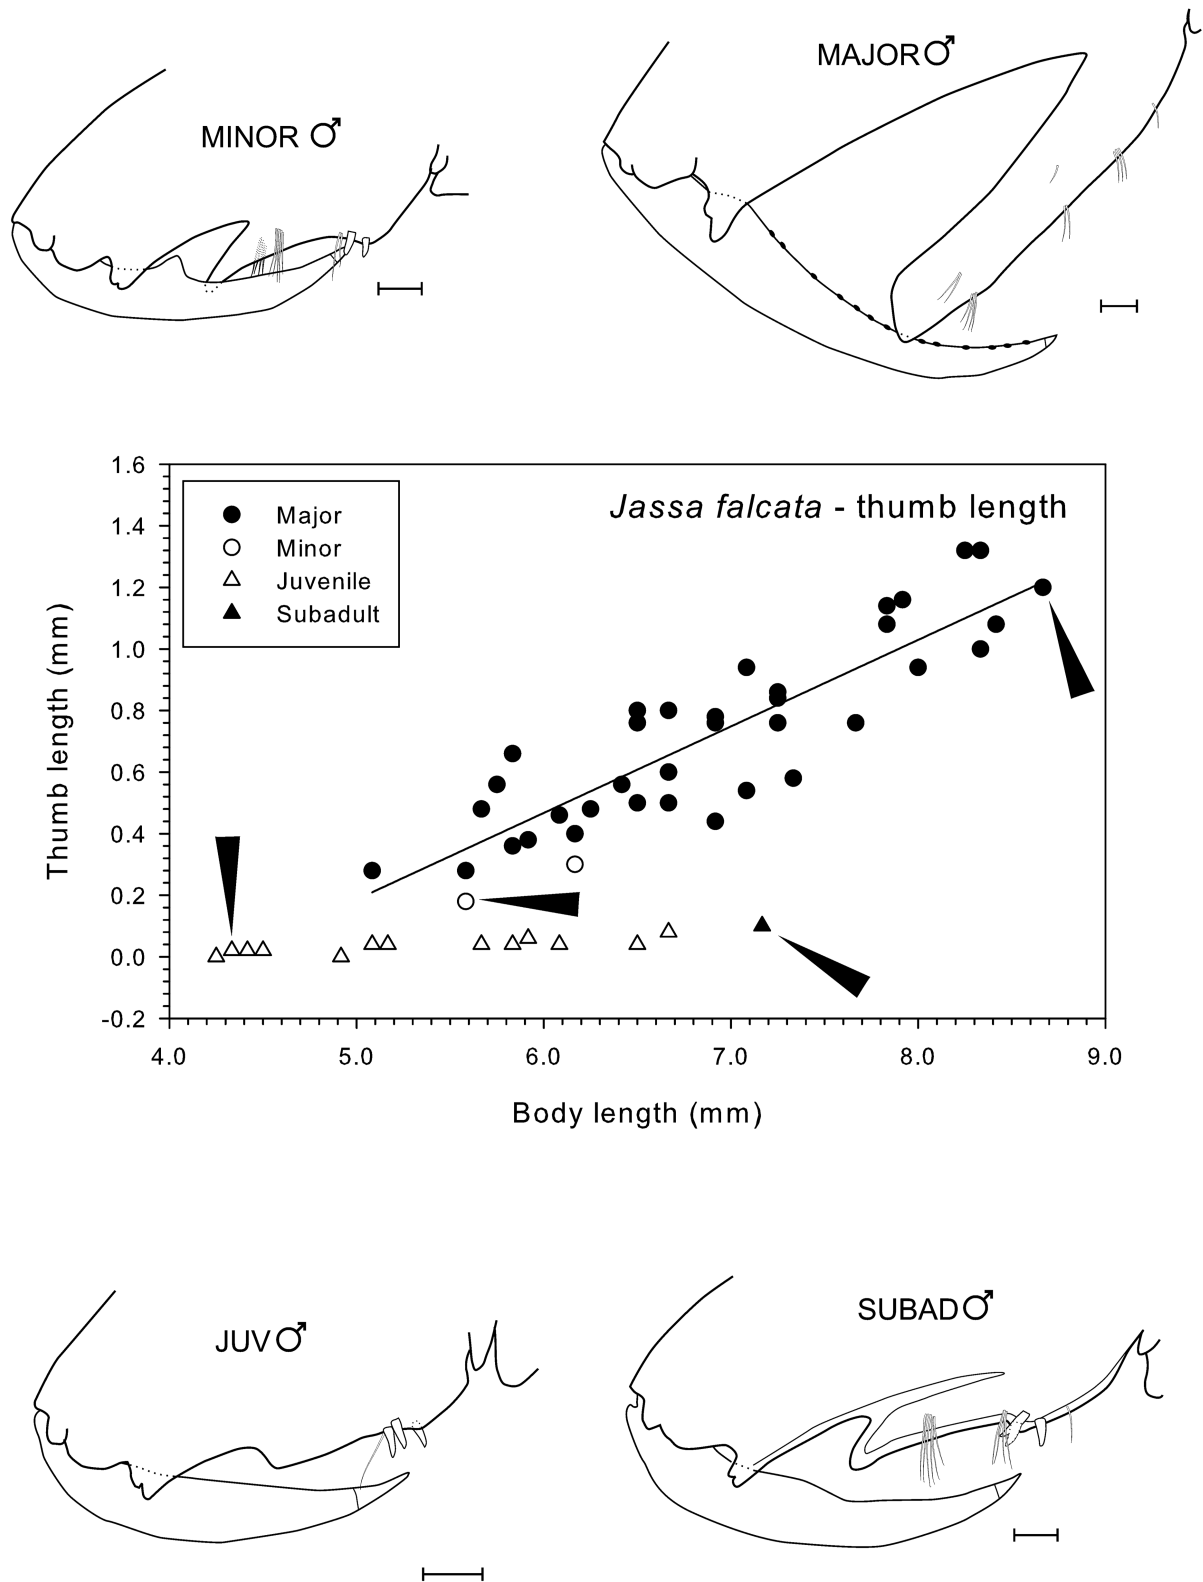 MAJOR♂
MINOR ♂
1.6
1.4
1.2
1.0
0.8
0.6
0.4
0.2
0.0
-0.2
Thumb length (mm)
Major
Minor
Juvenile
Subadult
Jassa falcata - thumb length
4.0 5.0 6.0 7.0 8.0 9.0
Body length (mm)
SUBAD♂
JUV♂